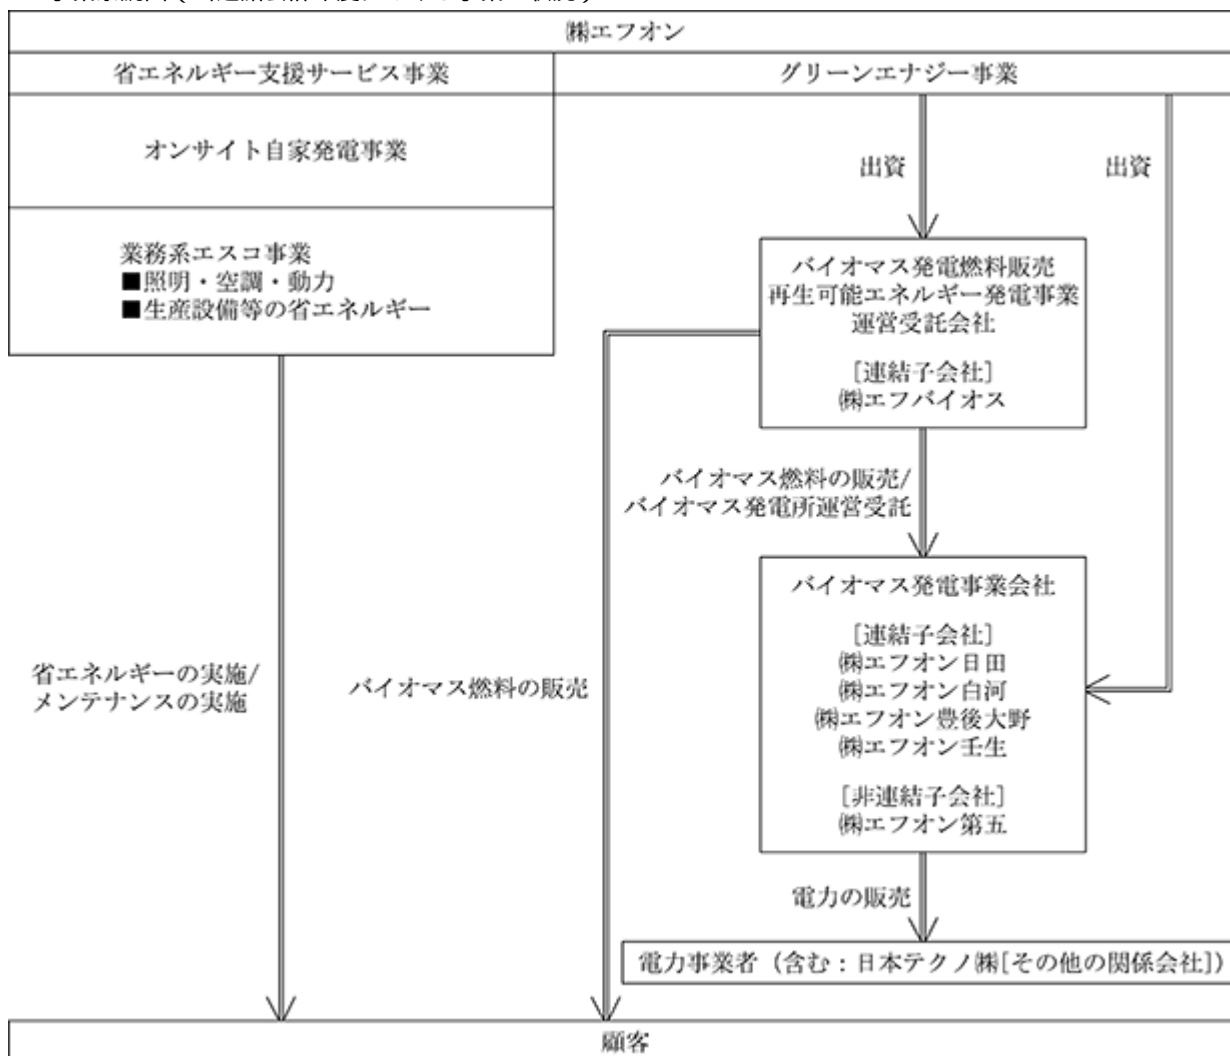 ㈱エフオン
省エネルギー支援サービス事業
グリーンエナジー事業
オンサイト自家発電事業
出資
出資
業務系エスコ事業
■照明・空調・動力
■生産設備等の省エネルギー
バイオマス発電燃料販売
再生可能エネルギー発電事業
運営受託会社
[連結子会社]
㈱エフバイオス
バイオマス燃料の販売/
バイオマス発電所運営受託
バイオマス発電事業会社
[連結子会社]
㈱エフオン日田
㈱エフオン白河
㈱エフオン豊後大野
㈱エフオン壬生
[非連結子会社]
㈱エフオン第五
省エネルギーの実施/
メンテナンスの実施
バイオマス燃料の販売
電力の販売
電力事業者（含む：日本テクノ㈱[その他の関係会社]）
顧客